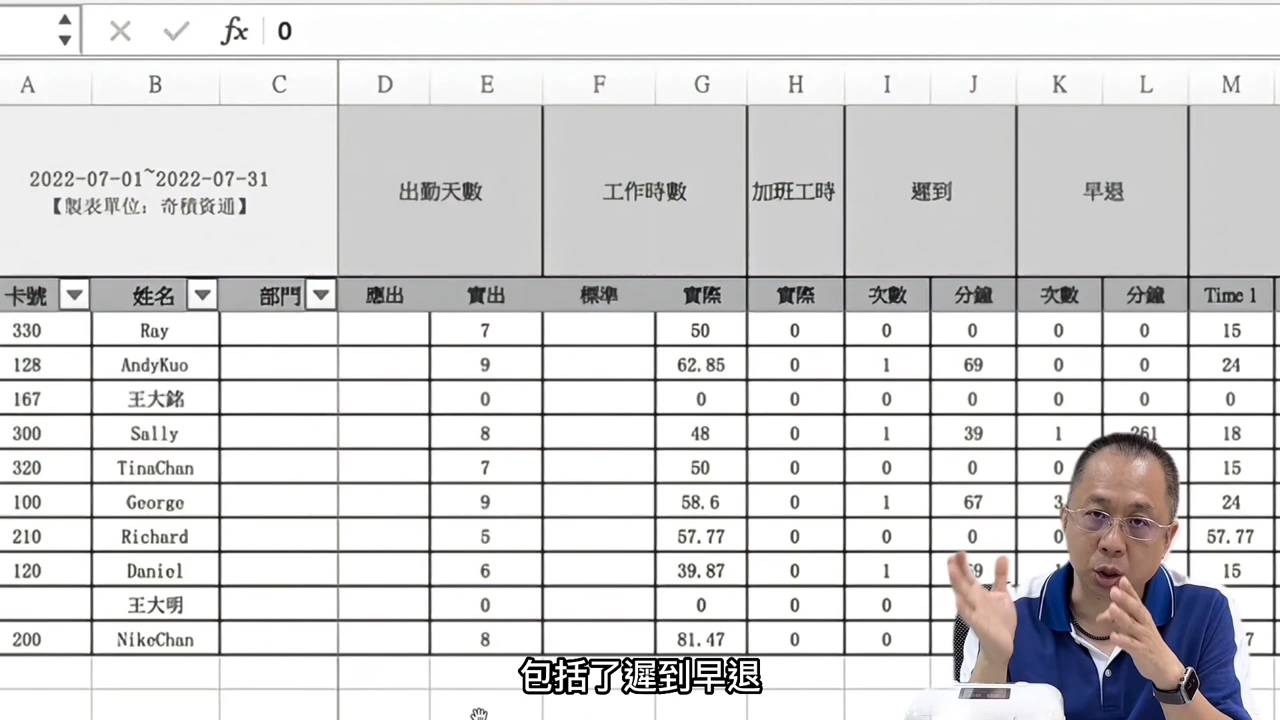 fx 0
A B C D E F G H I J K L M
2022-07-01~2022-07-31
【製表單位：奇積資通】
出勤天數 工作時數 加班工時 遲到 早退
卡號 姓名 部門 應出 實出 標準 實際 實際 次數 分鐘 次數 分鐘 Time 1
330 Ray 7 50 0 0 0 0 0 15
128 AndyKuo 9 62.85 0 1 69 0 0 24
167 王大銘 0 0 0 0 0 0 0 0
300 Sally 8 48 0 1 39 1 261 18
320 TinaChan 7 50 0 0 0 0 0 15
100 George 9 58.6 0 1 67 3 24
210 Richard 5 57.77 0 0 0 0 57.77
120 Daniel 6 39.87 0 1 15
王大明 0 0 0 0
200 NikeChan 8 81.47 0 0
包括了遲到早退